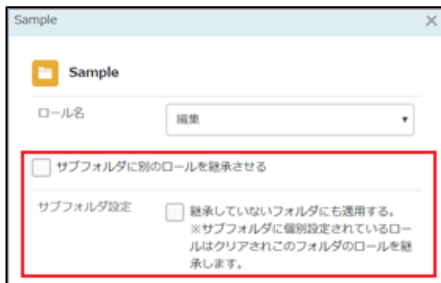 Sample
Sample
ロール名
編集
サブフォルダに別のロールを継承させる
サブフォルダ設定
継承していないフォルダにも適用する。
※サブフォルダに個別設定されているロー
ルはクリアされこのフォルダのロールを継
承します。